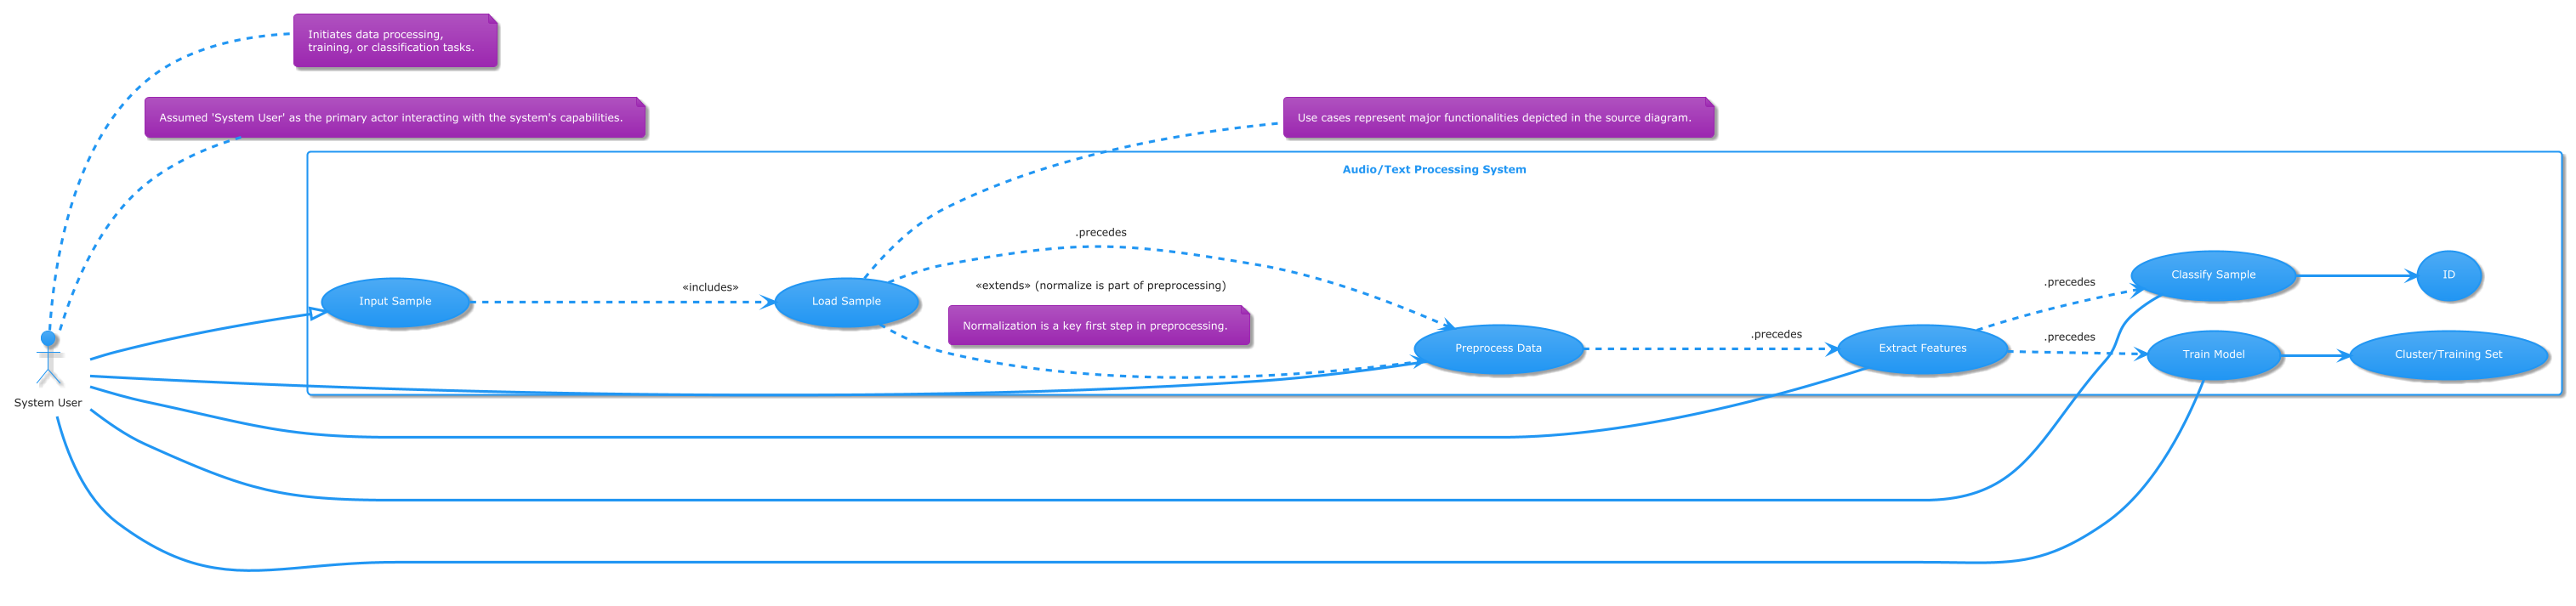 Initiates data processing,
training, or classification tasks.
Assumed 'System User' as the primary actor interacting with the system's capabilities.
Use cases represent major functionalities depicted in the source diagram.
Audio/Text Processing System
.precedes
«includes»
«extends» (normalize is part of preprocessing)
Input Sample
Load Sample
Normalization is a key first step in preprocessing.
Preprocess Data
.precedes
Extract Features
.precedes
.precedes
Classify Sample
ID
Train Model
Cluster/Training Set
System User